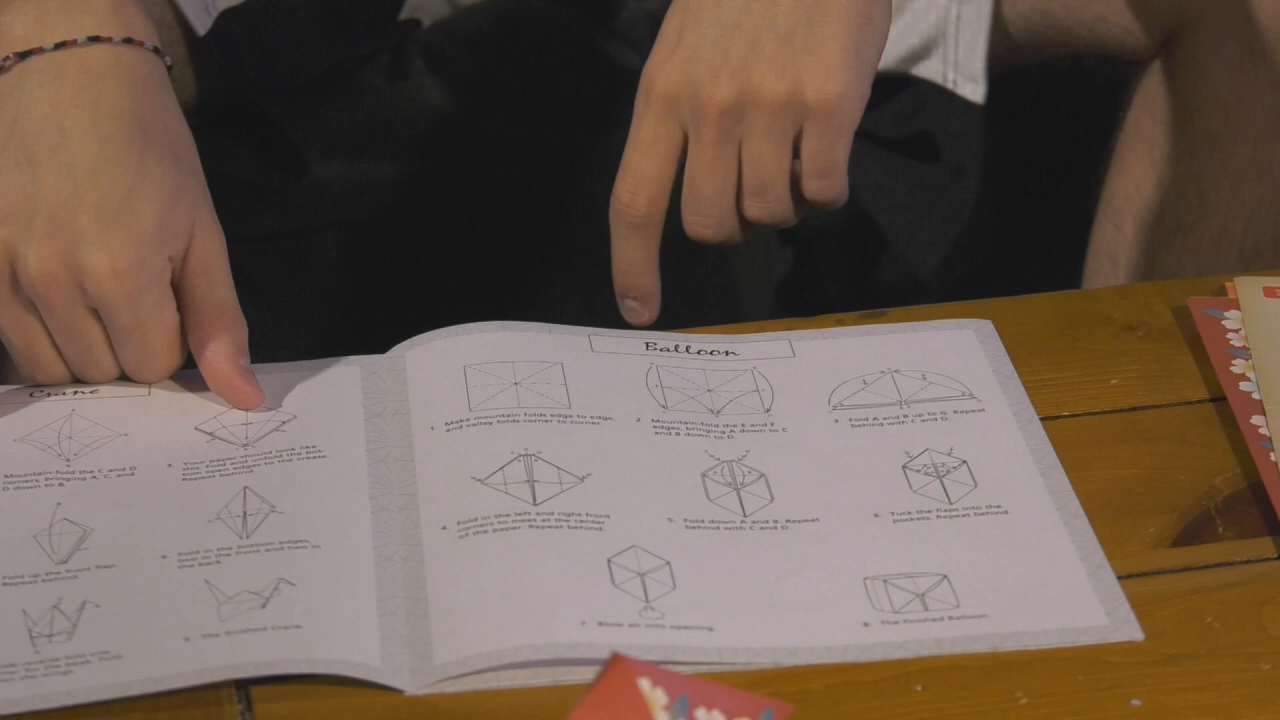 Crane
Mountain-fold the C and D
corners, bringing A, C, and
D down to B.
3. Your paper should look like
this. Fold and unfold the bot-
tom open edges to the crease.
Repeat behind.
Fold up the front flap.
Repeat behind.
Fold in the bottom edges,
two in the front and two in
the back.
The finished Crane.
Balloon
1. Make mountain folds edge to edge,
and valley folds corner to corner.
2. Mountain-fold the E and F
edges, bringing A down to C
and B down to D.
3. Fold A and B up to G. Repeat
behind with C and D.
4. Fold in the left and right front
corners to meet at the center
of the paper. Repeat behind.
5. Fold down A and B. Repeat
behind with C and D.
6. Tuck the flaps into the
pockets. Repeat behind.
7. Blow air into opening.
8. The finished Balloon.